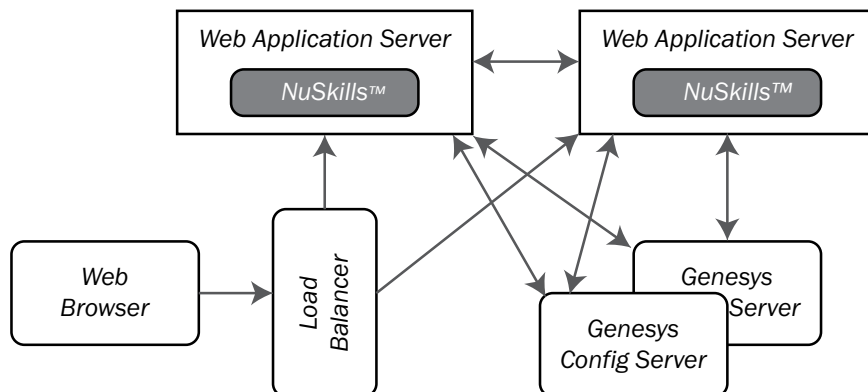 Web Application Server
NuSkills™
Web Application Server
NuSkills™
Web
Browser
Load
Balancer
Genesys
Server
Genesys
Config Server